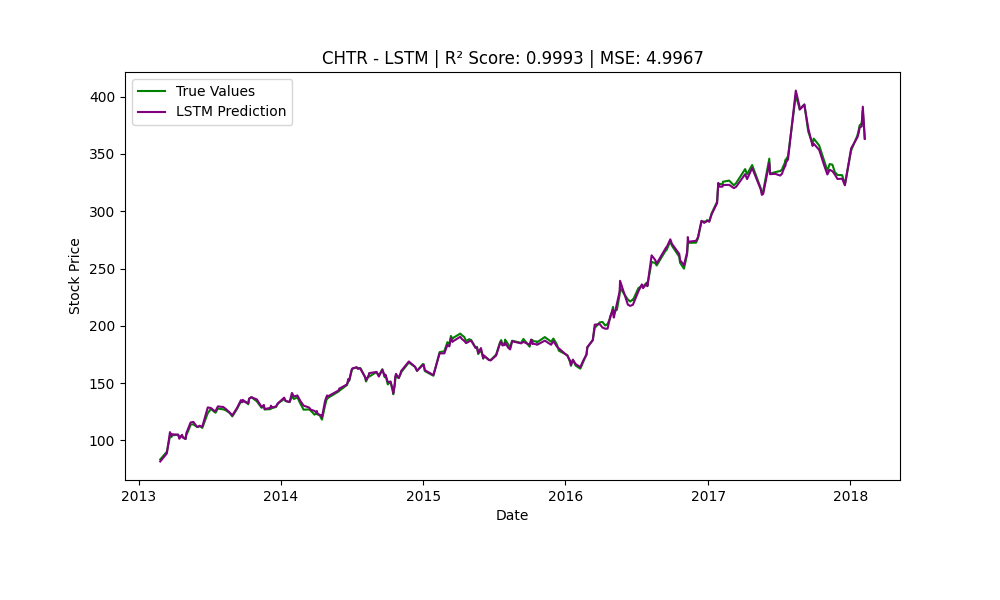 CHTR - LSTM | R² Score: 0.9993 | MSE: 4.9967
True Values
LSTM Prediction
400
350
300
250
200
150
100
Stock Price
2013 2014 2015 2016 2017 2018
Date